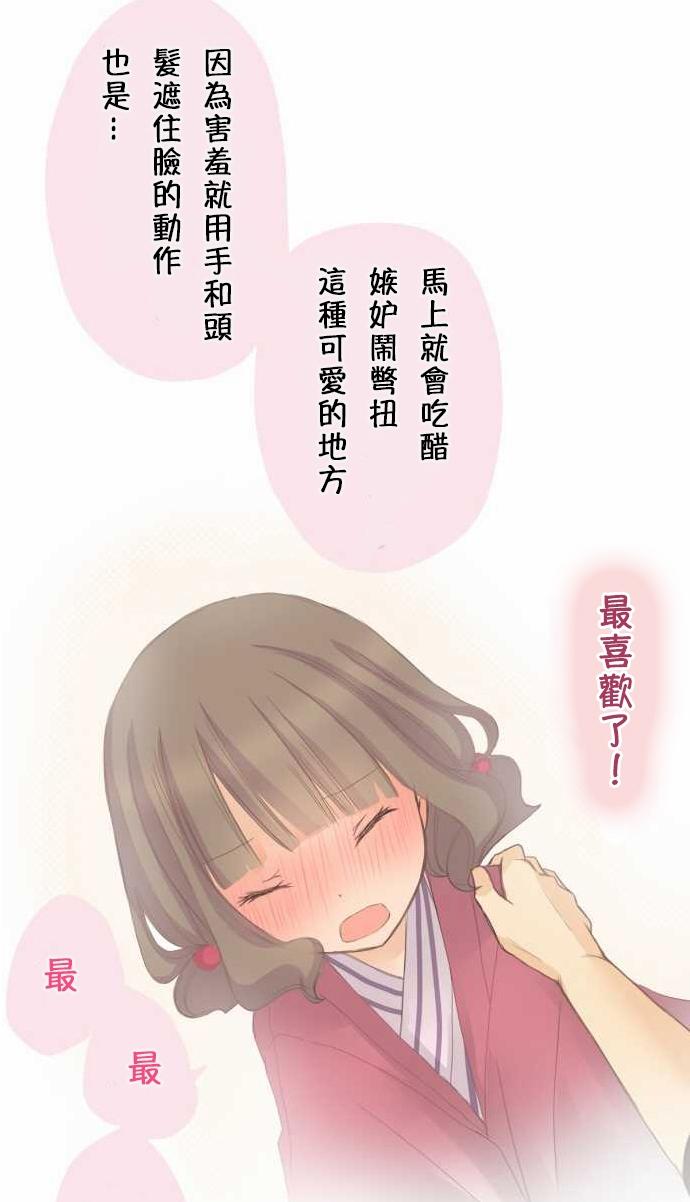 馬上就會吃醋
嫉妒鬧彆扭
這種可愛的地方
因為害羞就用手和頭
髮遮住臉的動作
也是…
最喜歡了！
最
最